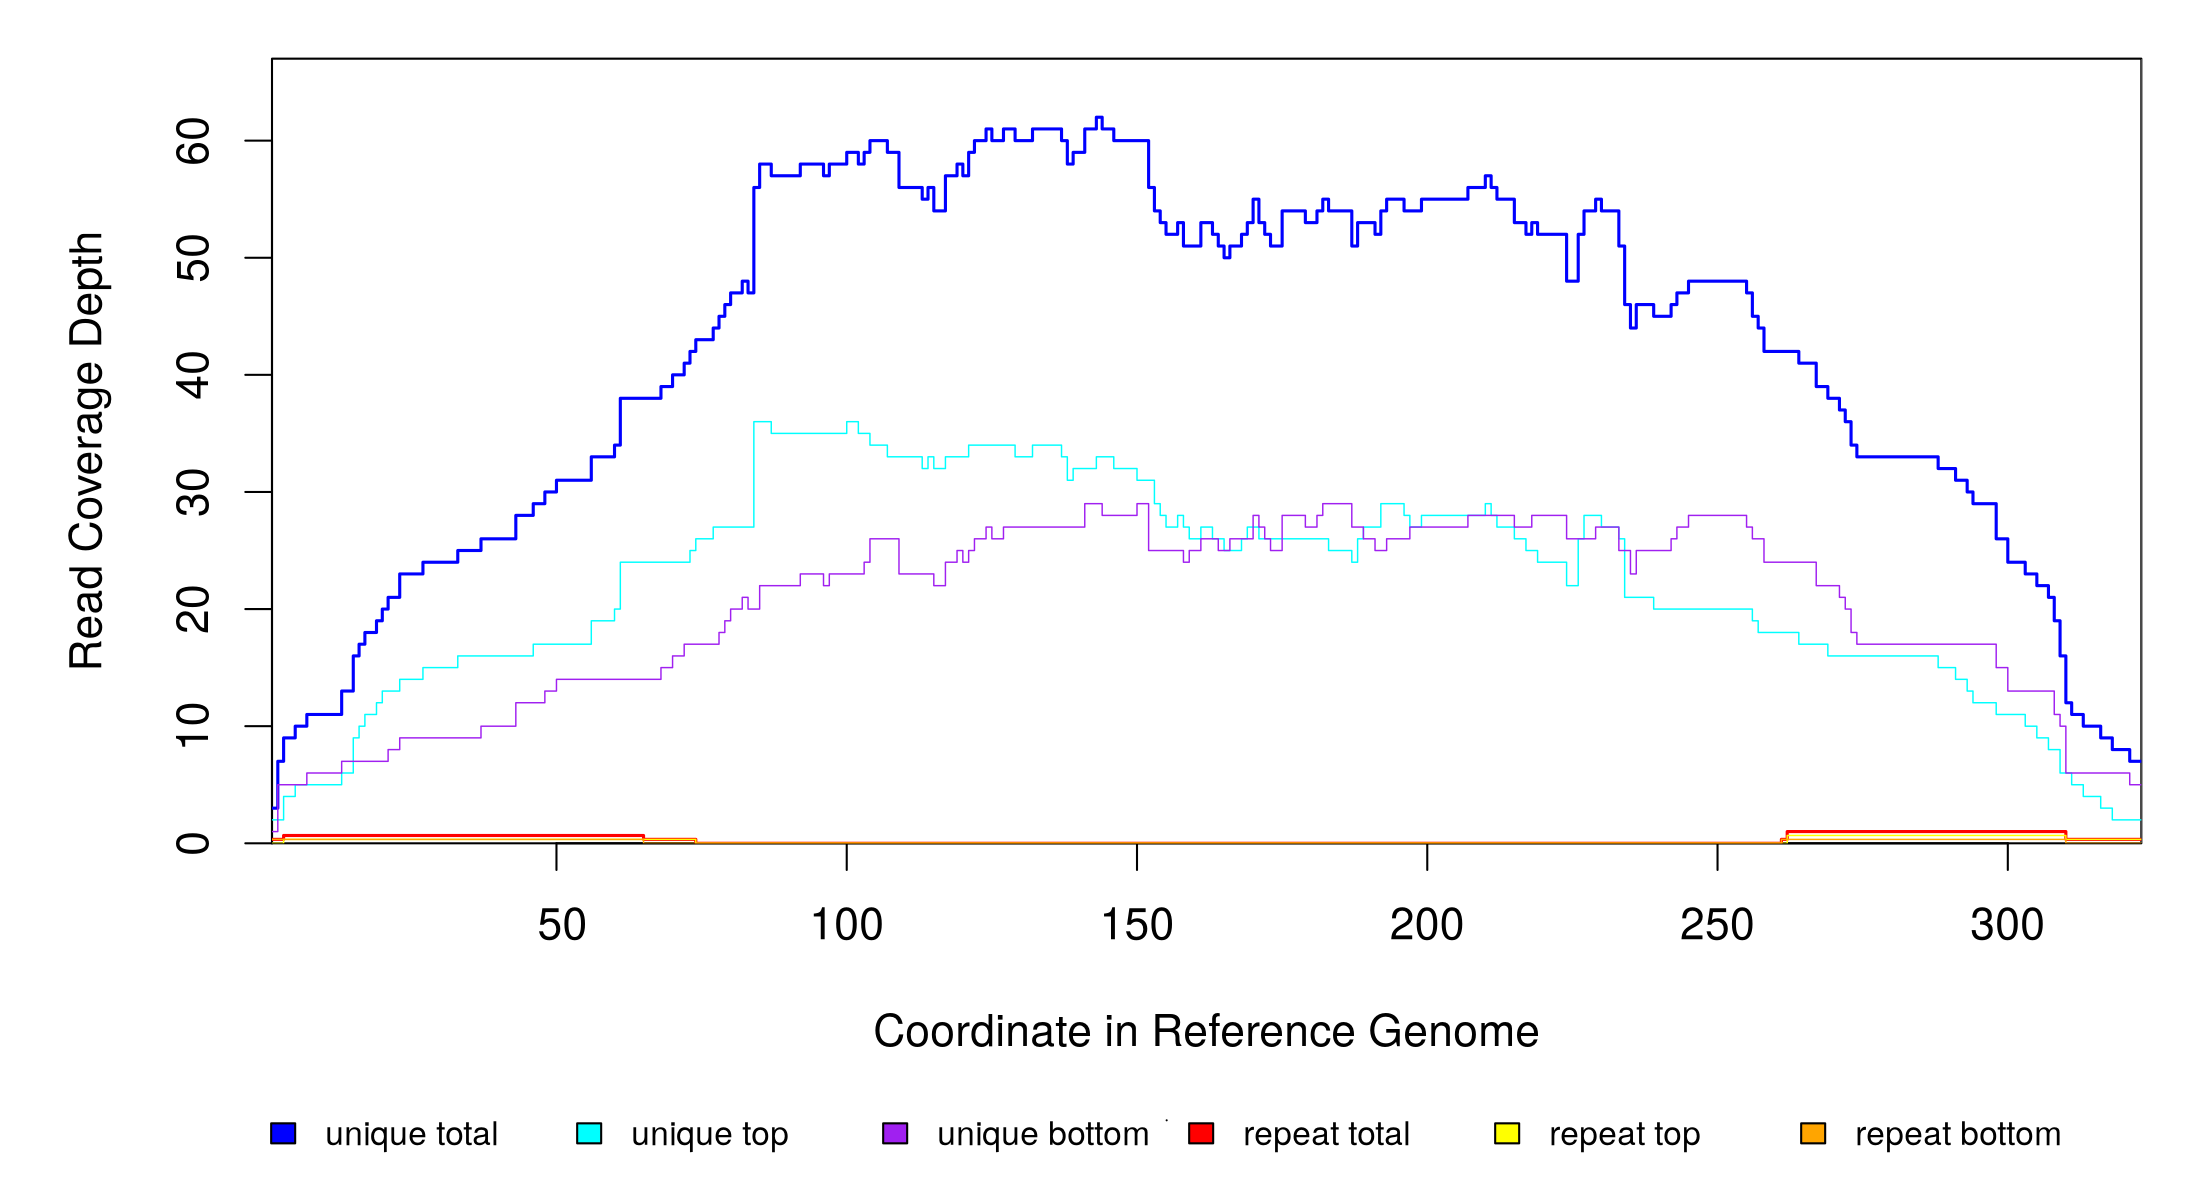 Read Coverage Depth
60
50
40
30
20
10
0
50 100 150 200 250 300
Coordinate in Reference Genome
unique total unique top unique bottom repeat total repeat top repeat bottom